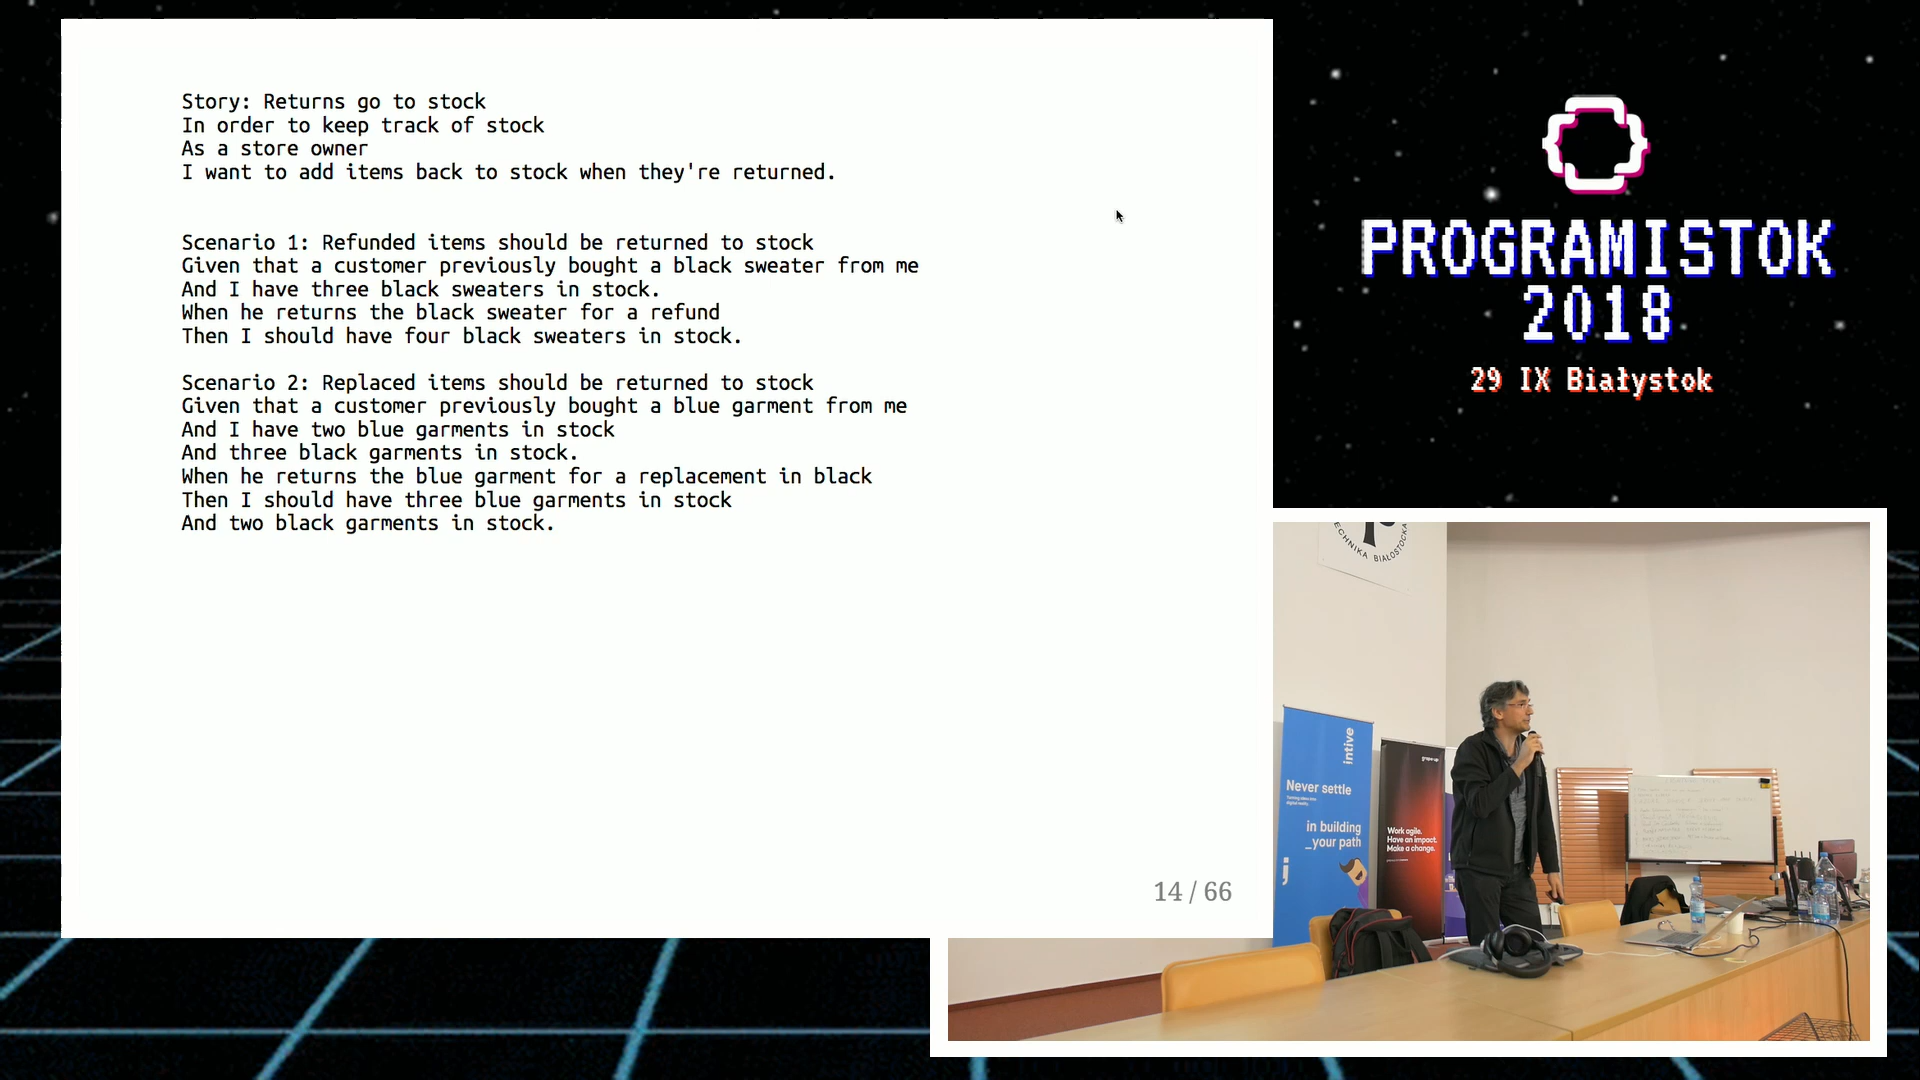 Story: Returns go to stock
In order to keep track of stock
As a store owner
I want to add items back to stock when they're returned.
Scenario 1: Refunded items should be returned to stock
Given that a customer previously bought a black sweater from me
And I have three black sweaters in stock.
When he returns the black sweater for a refund
Then I should have four black sweaters in stock.
Scenario 2: Replaced items should be returned to stock
Given that a customer previously bought a blue garment from me
And I have two blue garments in stock
And three black garments in stock.
When he returns the blue garment for a replacement in black
Then I should have three blue garments in stock
And two black garments in stock.
14 / 66
PROGRAMISTOK
2018
29 IX Białystok
ECHNIKA BIAŁOSTOCKA
intive
Never settle
in building
_your path
grape up
Work agile.
Have an impact.
Make a change.